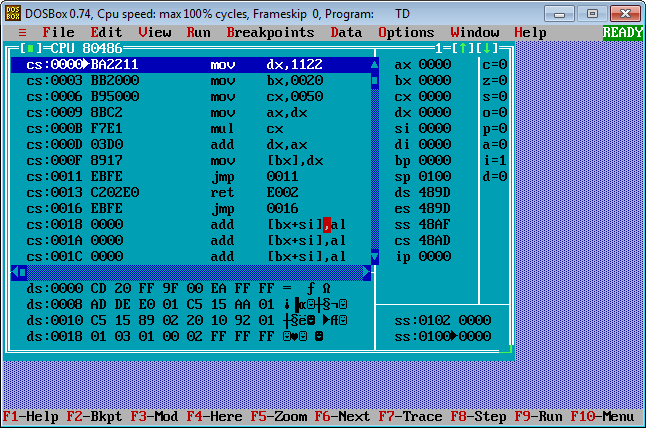 DOSBox 0.74, Cpu speed: max 100% cycles, Frameskip 0, Program: TD
≡ File Edit View Run Breakpoints Data Options Window Help READY
[■]=CPU 80486 1=[↑][↓]
cs:0000►BA2211 mov dx,1122 ax 0000 c=0
cs:0003 BB2000 mov bx,0020 bx 0000 z=0
cs:0006 B95000 mov cx,0050 cx 0000 s=0
cs:0009 8BC2 mov ax,dx dx 0000 o=0
cs:000B F7E1 mul cx si 0000 p=0
cs:000D 03D0 add dx,ax di 0000 a=0
cs:000F 8917 mov [bx],dx bp 0000 i=1
cs:0011 EBFE jmp 0011 sp 0100 d=0
cs:0013 C202E0 ret E002 ds 489D
cs:0016 EBFE jmp 0016 es 489D
cs:0018 0000 add [bx+si],al ss 48AF
cs:001A 0000 add [bx+si],al cs 48AD
cs:001C 0000 add [bx+si],al ip 0000
ds:0000 CD 20 FF 9F 00 EA FF FF = ƒ Ω
ds:0008 AD DE E0 01 C5 15 AA 01 ¡▐α☺┼§¬☺
ds:0010 C5 15 89 02 20 10 92 01 ┼§ë☻ ►Æ☺ ss:0102 0000
ds:0018 01 03 01 00 02 FF FF FF ☺♥☺ ☻ ss:0100►0000
F1-Help F2-Bkpt F3-Mod F4-Here F5-Zoom F6-Next F7-Trace F8-Step F9-Run F10-Menu